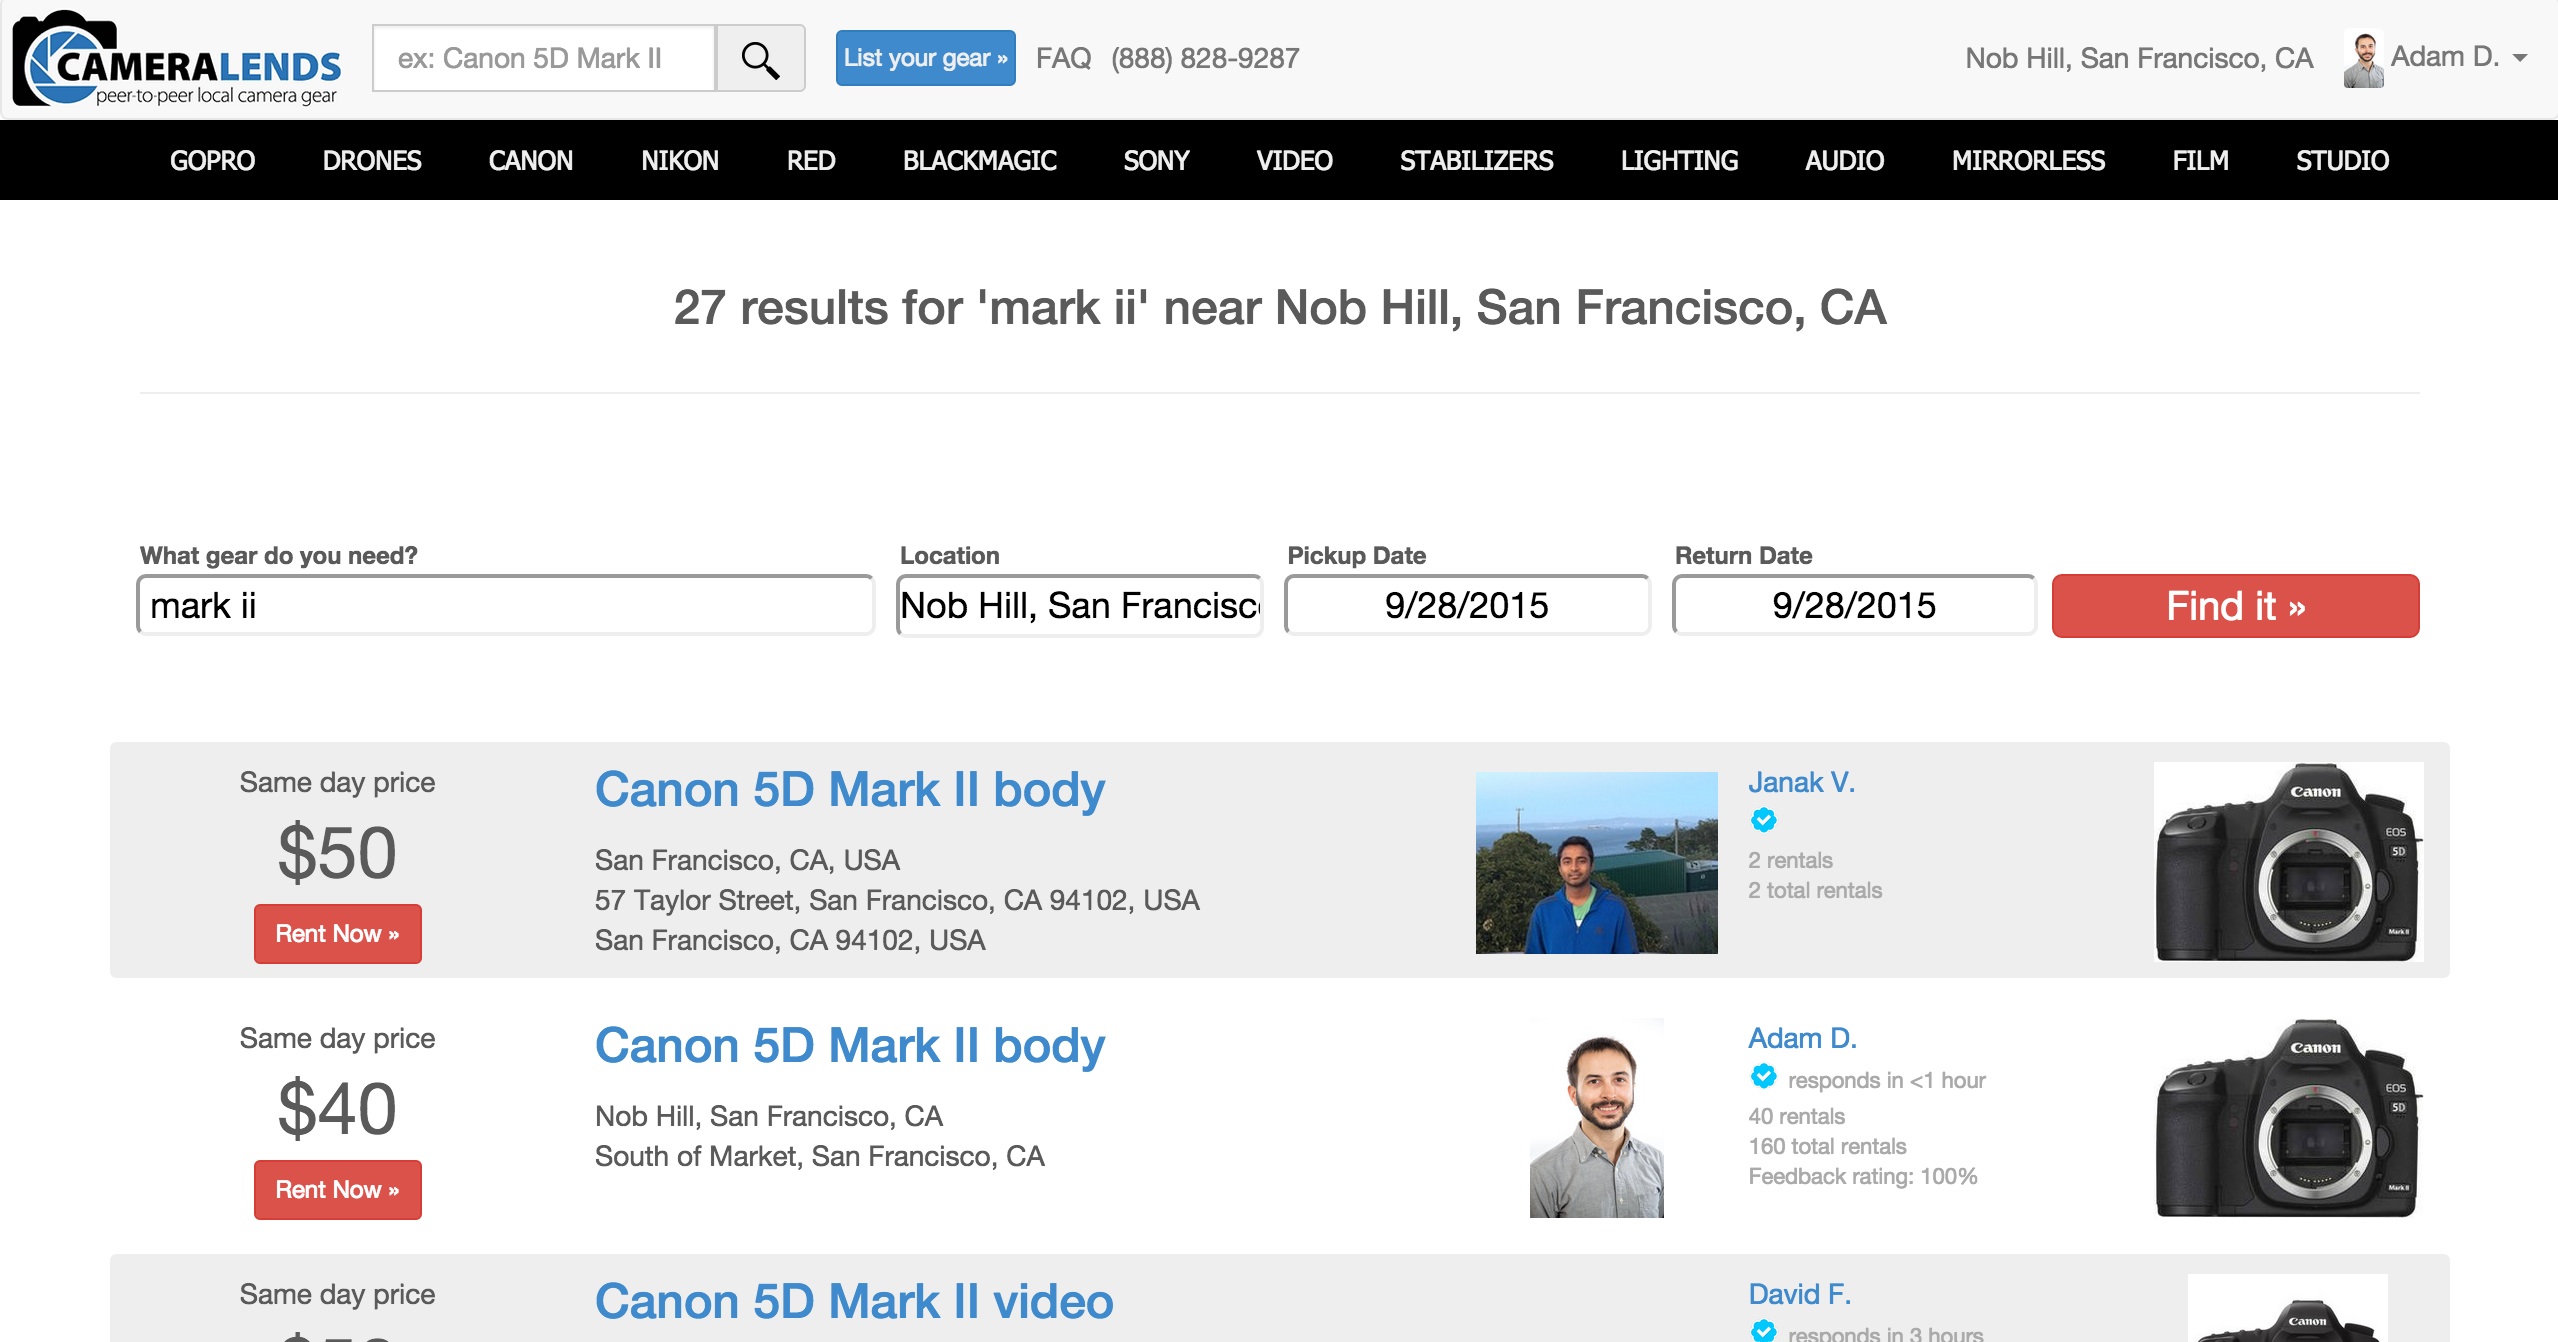 CAMERALENDS
peer-to-peer local camera gear
ex: Canon 5D Mark II
List your gear »
FAQ
(888) 828-9287
Nob Hill, San Francisco, CA
Adam D.
GOPRO DRONES CANON NIKON RED BLACKMAGIC SONY VIDEO STABILIZERS LIGHTING AUDIO MIRRORLESS FILM STUDIO
27 results for 'mark ii' near Nob Hill, San Francisco, CA
What gear do you need?
mark ii
Location
Nob Hill, San Francisc
Pickup Date
9/28/2015
Return Date
9/28/2015
Find it »
Same day price
$50
Rent Now »
Canon 5D Mark II body
San Francisco, CA, USA
57 Taylor Street, San Francisco, CA 94102, USA
San Francisco, CA 94102, USA
Janak V.
2 rentals
2 total rentals
Canon
EOS
5D
Mark II
Same day price
$40
Rent Now »
Canon 5D Mark II body
Nob Hill, San Francisco, CA
South of Market, San Francisco, CA
Adam D.
responds in <1 hour
40 rentals
160 total rentals
Feedback rating: 100%
Canon
EOS
5D
Mark II
Same day price
Canon 5D Mark II video
David F.
responds in 3 hours
Canon